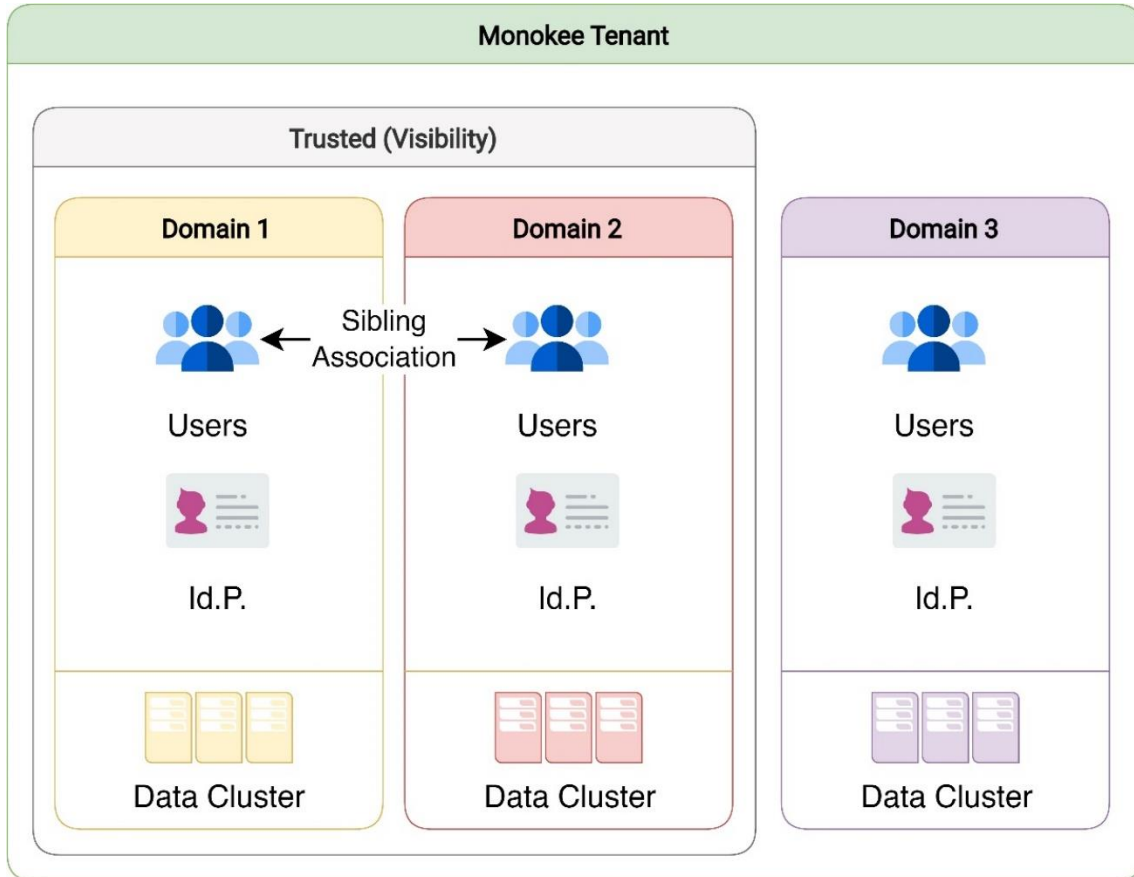 Monokee Tenant
Trusted (Visibility)
Domain 1
Domain 2
Domain 3
Sibling
Association
Users
Users
Users
Id.P.
Id.P.
Id.P.
Data Cluster
Data Cluster
Data Cluster